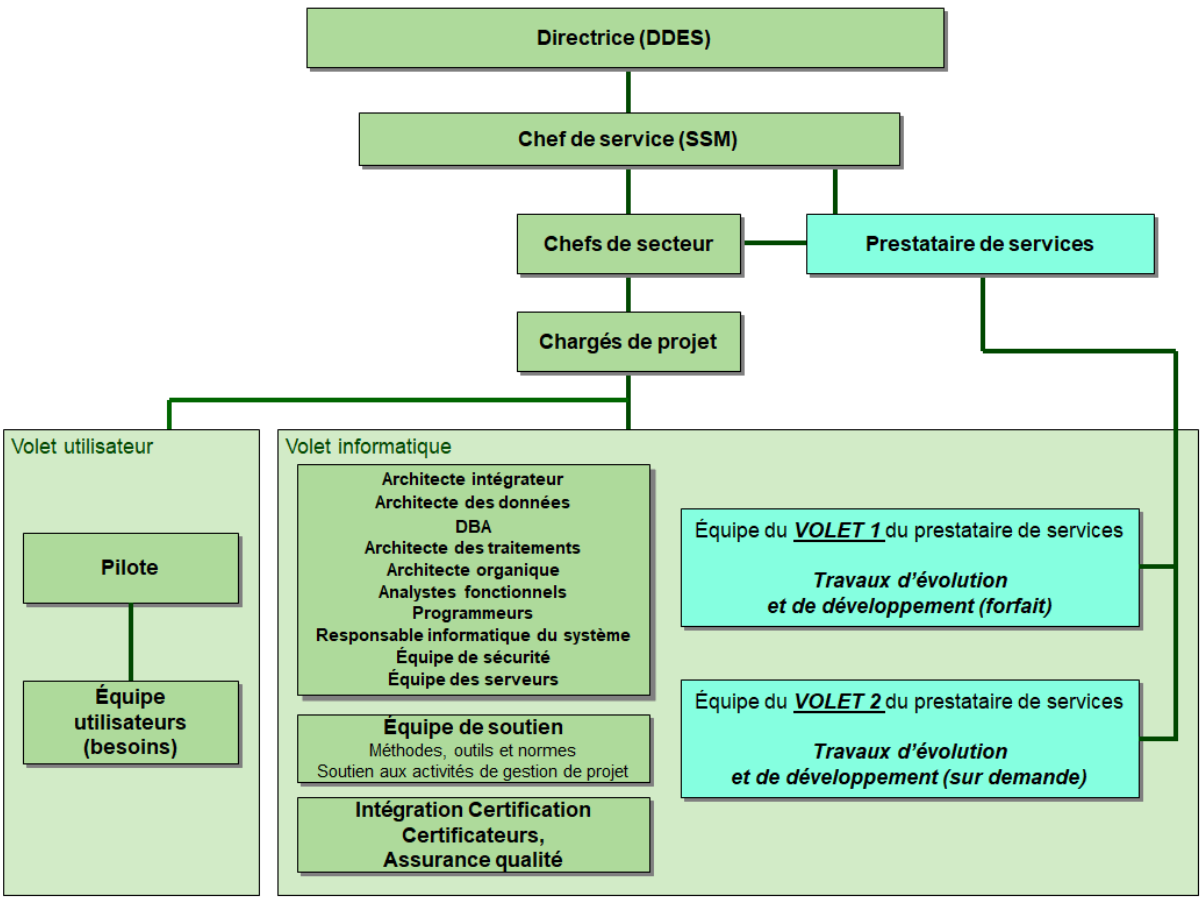 Directrice (DDES)
Chef de service (SSM)
Chefs de secteur
Prestataire de services
Chargés de projet
Volet utilisateur
Pilote
Équipe
utilisateurs
(besoins)
Volet informatique
Architecte intégrateur
Architecte des données
DBA
Architecte des traitements
Architecte organique
Analystes fonctionnels
Programmeurs
Responsable informatique du système
Équipe de sécurité
Équipe des serveurs
Équipe de soutien
Méthodes, outils et normes
Soutien aux activités de gestion de projet
Intégration Certification
Certificateurs,
Assurance qualité
Équipe du VOLET 1 du prestataire de services
Travaux d’évolution
et de développement (forfait)
Équipe du VOLET 2 du prestataire de services
Travaux d’évolution
et de développement (sur demande)